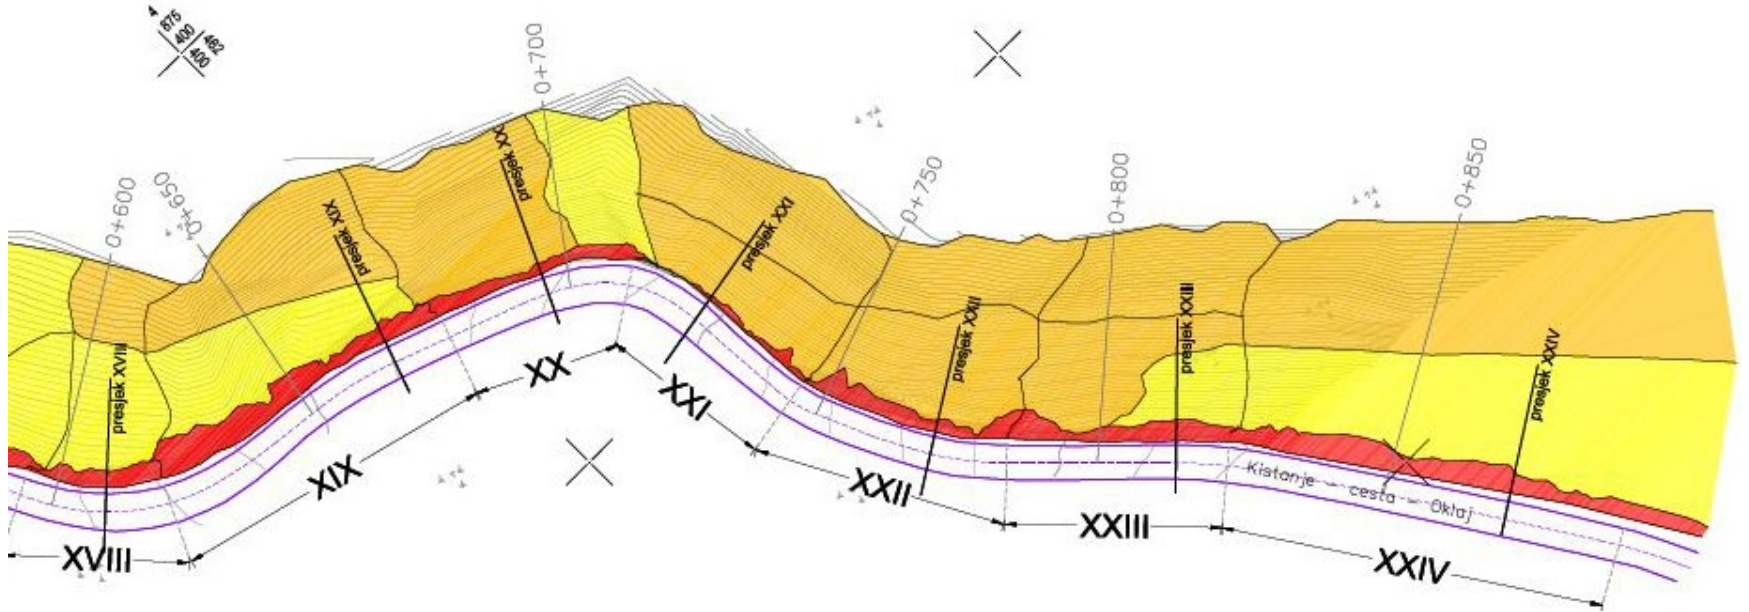 875
400
462
400
0+600
0+650
0+700
0+750
0+800
0+850
presjek XVIII
presjek XIX
presjek XX
presjek XXI
presjek XXII
presjek XXIII
presjek XXIV
XVIII
XIX
XX
XXI
XXII
XXIII
XXIV
Kistanje - cesta - Oklaj